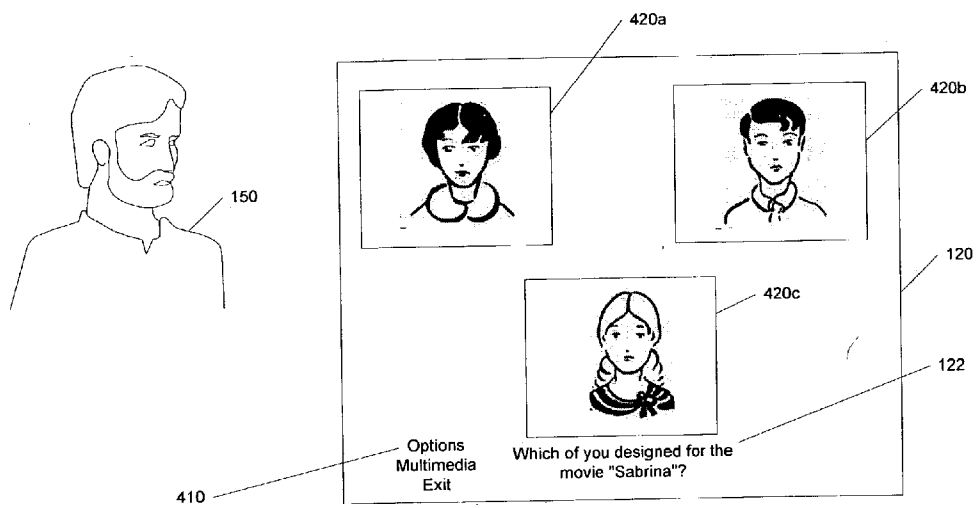 420a
420b
150
120
420c
122
Options
Multimedia
Exit
Which of you designed for the
movie "Sabrina"?
410